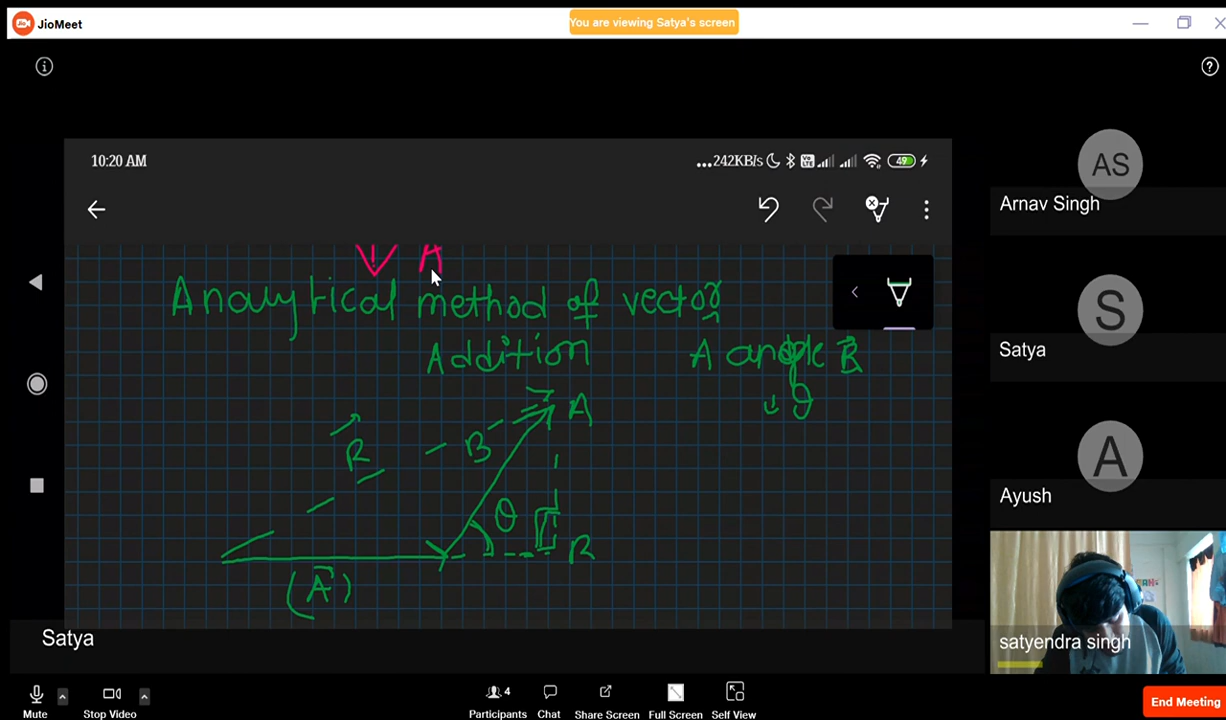 JioMeet
You are viewing Satya's screen
10:20 AM
...242KB/s
49
A
Analytical method of vector
Addition
A angle B
θ
R
B
A
θ
B
(A)
AS
Arnav Singh
S
Satya
A
Ayush
satyendra singh
Satya
Mute
Stop Video
4
Participants
Chat
Share Screen
Full Screen
Self View
End Meeting